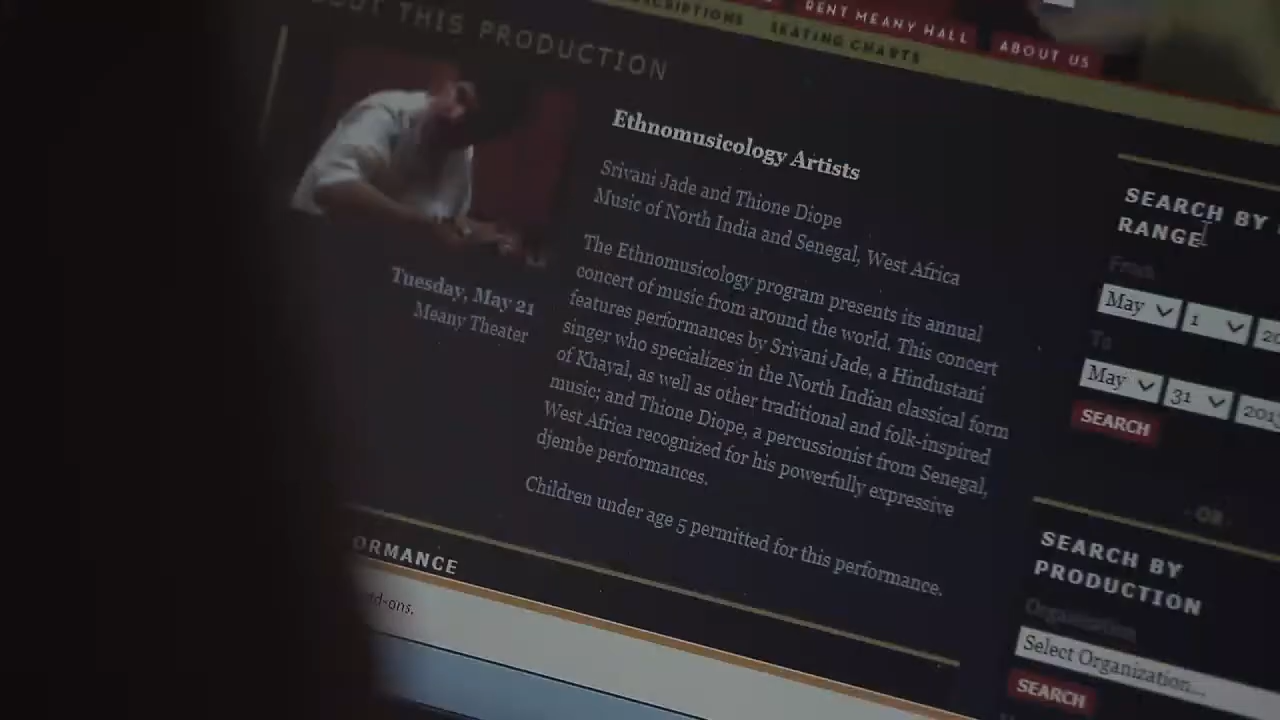 RENT MEANY HALL
ABOUT US
SEATING CHARTS
THIS PRODUCTION
Ethnomusicology Artists
Srivani Jade and Thione Diope
Music of North India and Senegal, West Africa
The Ethnomusicology program presents its annual
concert of music from around the world. This concert
features performances by Srivani Jade, a Hindustani
singer who specializes in the North Indian classical form
of Khayal, as well as other traditional and folk-inspired
music; and Thione Diope, a percussionist from Senegal,
West Africa recognized for his powerfully expressive
djembe performances.
Children under age 5 permitted for this performance.
Tuesday, May 21
Meany Theater
ORMANCE
add-ons.
SEARCH BY
RANGE
From
May 1 20
To
May 31 201
SEARCH
- OR -
SEARCH BY
PRODUCTION
Organization
Select Organization...
SEARCH